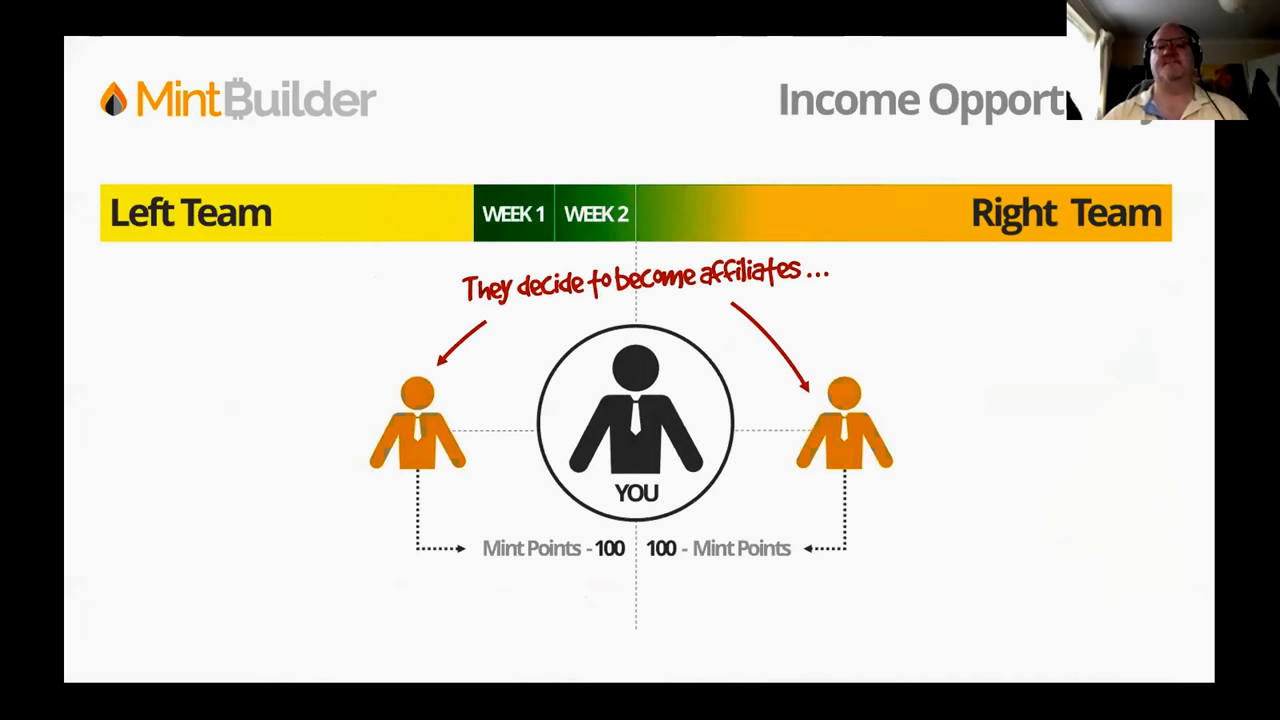 MintBuilder
Income Opport
Left Team
WEEK 1
WEEK 2
Right Team
They decide to become affiliates ...
YOU
Mint Points - 100
100 - Mint Points